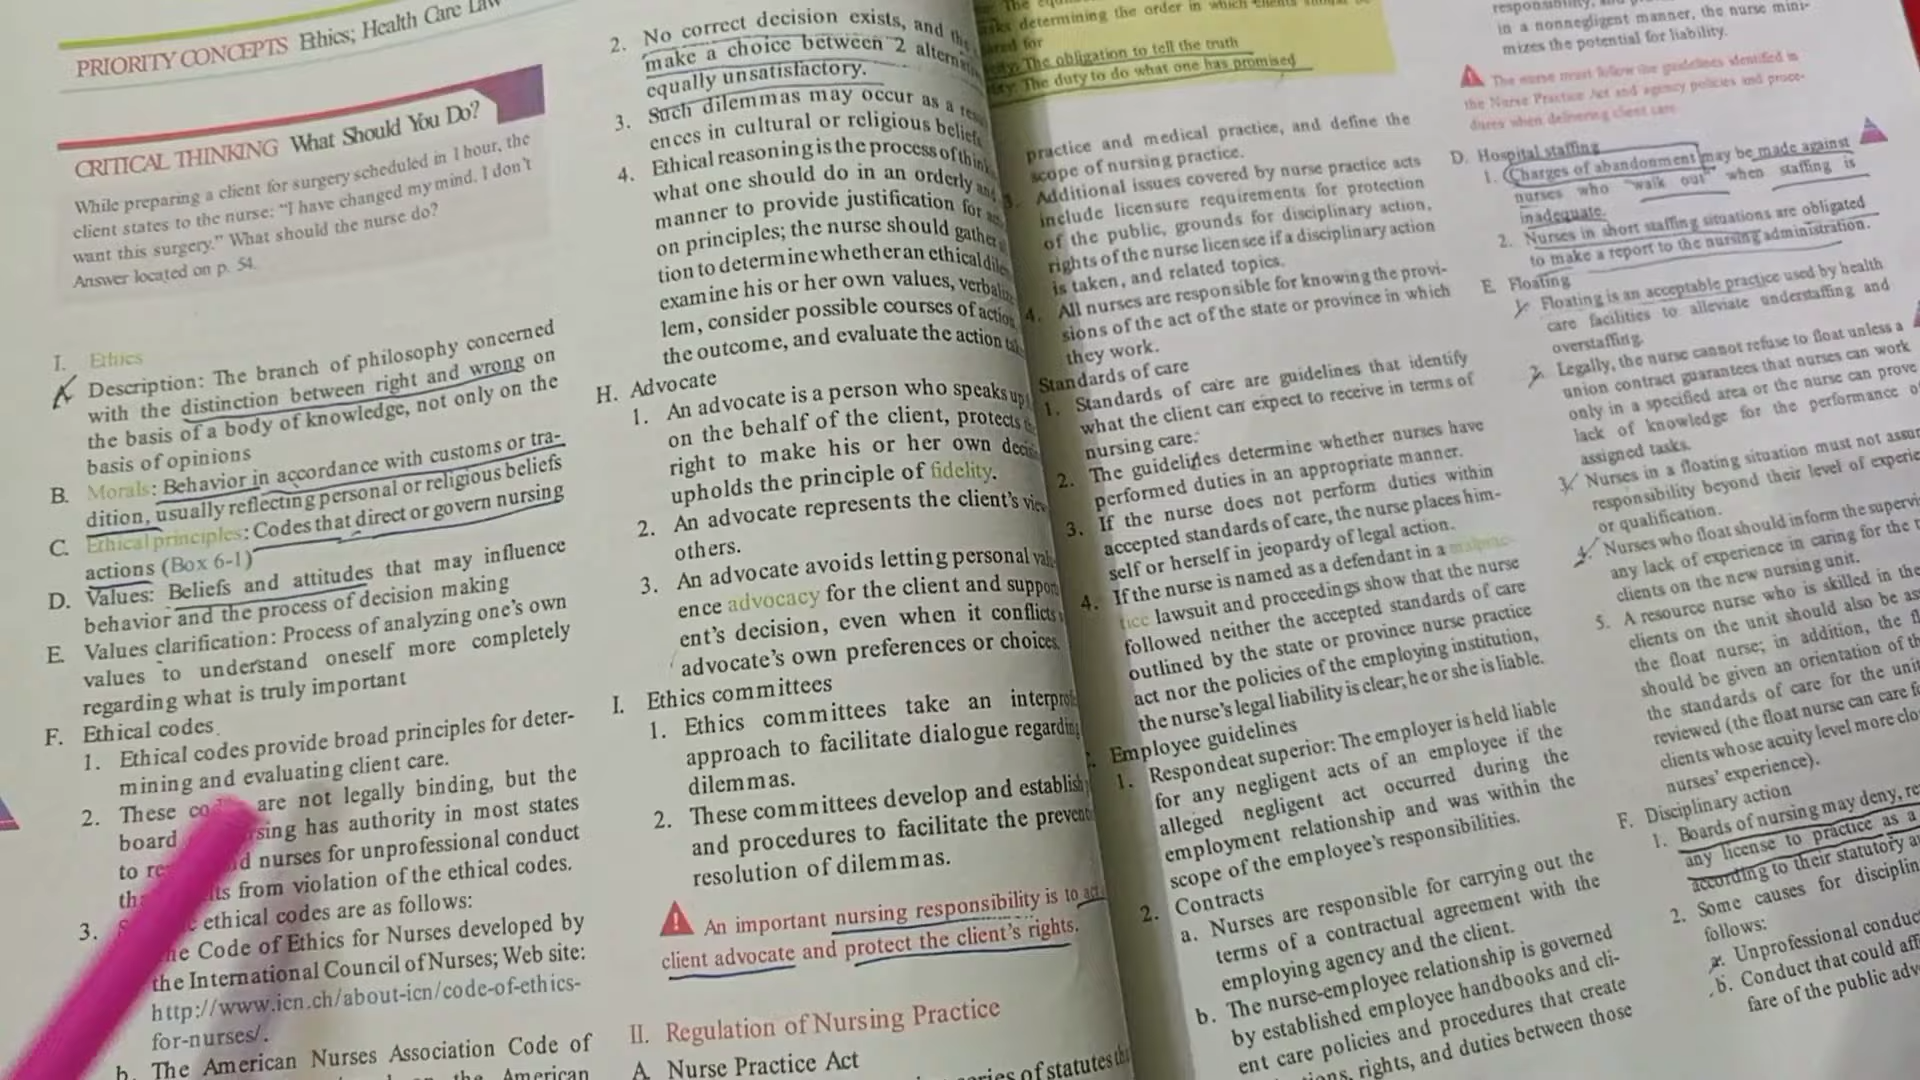 PRIORITY CONCEPTS Ethics; Health Care Law
CRITICAL THINKING What Should You Do?
While preparing a client for surgery scheduled in 1 hour, the
client states to the nurse: "I have changed my mind. I don't
want this surgery." What should the nurse do?
Answer located on p. 54.
I. Ethics
A. Description: The branch of philosophy concerned
with the distinction between right and wrong on
the basis of a body of knowledge, not only on the
basis of opinions
B. Morals: Behavior in accordance with customs or tra-
dition, usually reflecting personal or religious beliefs
C. Ethical principles: Codes that direct or govern nursing
actions (Box 6-1)
D. Values: Beliefs and attitudes that may influence
behavior and the process of decision making
E. Values clarification: Process of analyzing one's own
values to understand oneself more completely
regarding what is truly important
F. Ethical codes
1. Ethical codes provide broad principles for deter-
mining and evaluating client care.
2. These are not legally binding, but the
board has authority in most states
to nurses for unprofessional conduct
from violation of the ethical codes.
3. ethical codes are as follows:
Code of Ethics for Nurses developed by
the International Council of Nurses; Web site:
http://www.icn.ch/about-icn/code-of-ethics-
for-nurses/.
b. The American Nurses Association Code of
American
2. No correct decision exists, and the
make a choice between 2
equally unsatisfactory.
3. Such dilemmas may occur as a
ences in cultural or religious beliefs
4. Ethical reasoning is the process of
what one should do in an orderly
manner to provide justification for
on principles; the nurse should gather
tion to determine whether an ethical
examine his or her own values,
lem, consider possible courses of action,
the outcome, and evaluate the action
H. Advocate
1. An advocate is a person who speaks up
on the behalf of the client, protects
right to make his or her own
upholds the principle of fidelity.
2. An advocate represents the client's
others.
3. An advocate avoids letting personal
ence advocacy for the client and
ent's decision, even when it conflicts
advocate's own preferences or choices.
I. Ethics committees
1. Ethics committees take an
approach to facilitate dialogue regarding
dilemmas.
2. These committees develop and establish
and procedures to facilitate the
resolution of dilemmas.
An important nursing responsibility is to act
client advocate and protect the client's rights.
II. Regulation of Nursing Practice
A. Nurse Practice Act
of statutes
determining the order in which
The obligation to tell the truth
The duty to do what one has promised
practice and medical practice, and define the
scope of nursing practice.
Additional issues covered by nurse practice acts
include licensure requirements for protection
of the public, grounds for disciplinary action,
rights of the nurse licensee if a disciplinary action
is taken, and related topics.
4. All nurses are responsible for knowing the provi-
sions of the act of the state or province in which
they work.
Standards of care
1. Standards of care are guidelines that identify
what the client can expect to receive in terms of
nursing care.
2. The guidelines determine whether nurses have
performed duties in an appropriate manner.
3. If the nurse does not perform duties within
accepted standards of care, the nurse places him-
self or herself in jeopardy of legal action.
4. If the nurse is named as a defendant in a malprac-
tice lawsuit and proceedings show that the nurse
followed neither the accepted standards of care
outlined by the state or province nurse practice
act nor the policies of the employing institution,
the nurse's legal liability is clear; he or she is liable.
Employee guidelines
1. Respondeat superior: The employer is held liable
for any negligent acts of an employee if the
alleged negligent act occurred during the
employment relationship and was within the
scope of the employee's responsibilities.
2. Contracts
a. Nurses are responsible for carrying out the
terms of a contractual agreement with the
employing agency and the client.
b. The nurse-employee relationship is governed
by established employee handbooks and cli-
ent care policies and procedures that create
rights, and duties between those
in a nonnegligent manner, the nurse mini-
mizes the potential for liability.
The nurse must follow the guidelines identified in
the Nurse Practice Act and agency policies and proce-
dures when delivering client care.
D. Hospital staffing
1. Charges of abandonment may be made against
nurses who "walk out" when staffing is
inadequate.
2. Nurses in short staffing situations are obligated
to make a report to the nursing administration.
E. Floating
1. Floating is an acceptable practice used by health
care facilities to alleviate understaffing and
overstaffing.
2. Legally, the nurse cannot refuse to float unless a
union contract guarantees that nurses can work
only in a specified area or the nurse can prove
lack of knowledge for the performance of
assigned tasks.
3. Nurses in a floating situation must not
responsibility beyond their level of
or qualification.
4. Nurses who float should inform the
any lack of experience in caring for the
clients on the new nursing unit.
5. A resource nurse who is skilled in the
clients on the unit should also be
the float nurse; in addition, the
should be given an orientation of
the standards of care for the unit
reviewed (the float nurse can care
clients whose acuity level more
nurses' experience).
F. Disciplinary action
1. Boards of nursing may deny,
any license to practice as a
according to their statutory
2. Some causes for
follows:
a. Unprofessional
b. Conduct that could
fare of the public